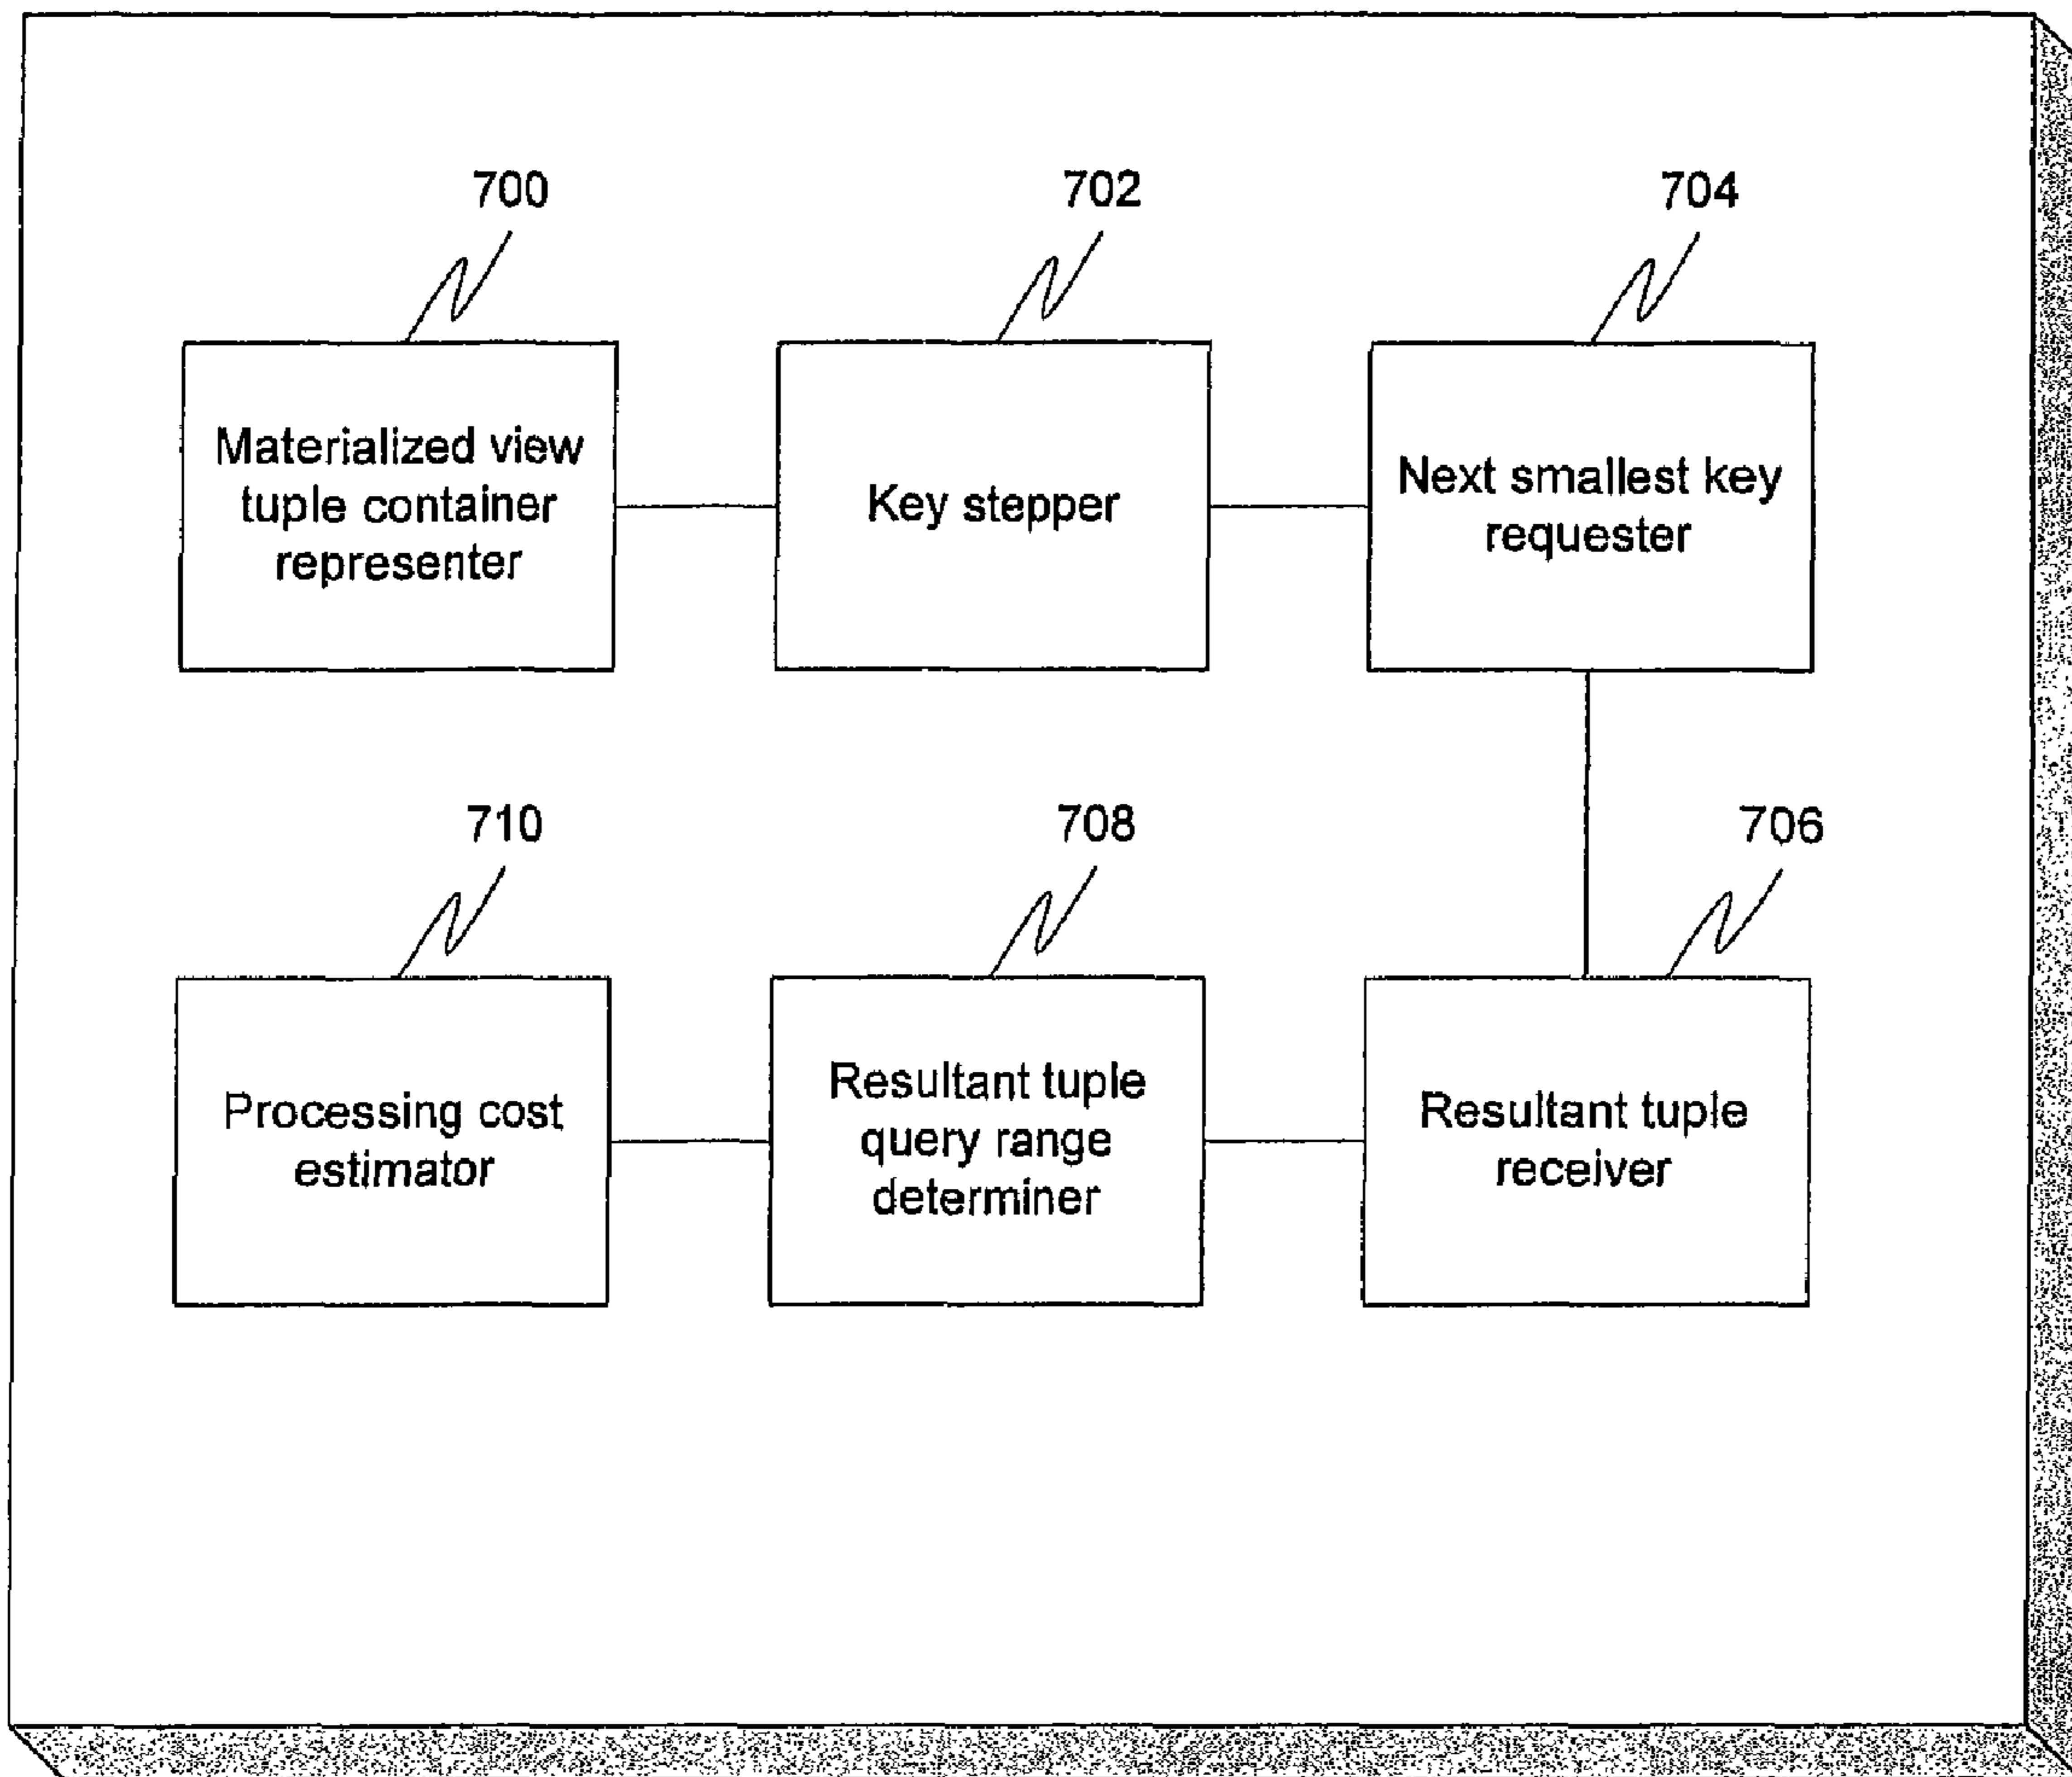 700
702
704
Materialized view
tuple container
representer
Key stepper
Next smallest key
requester
710
708
706
Processing cost
estimator
Resultant tuple
query range
determiner
Resultant tuple
receiver